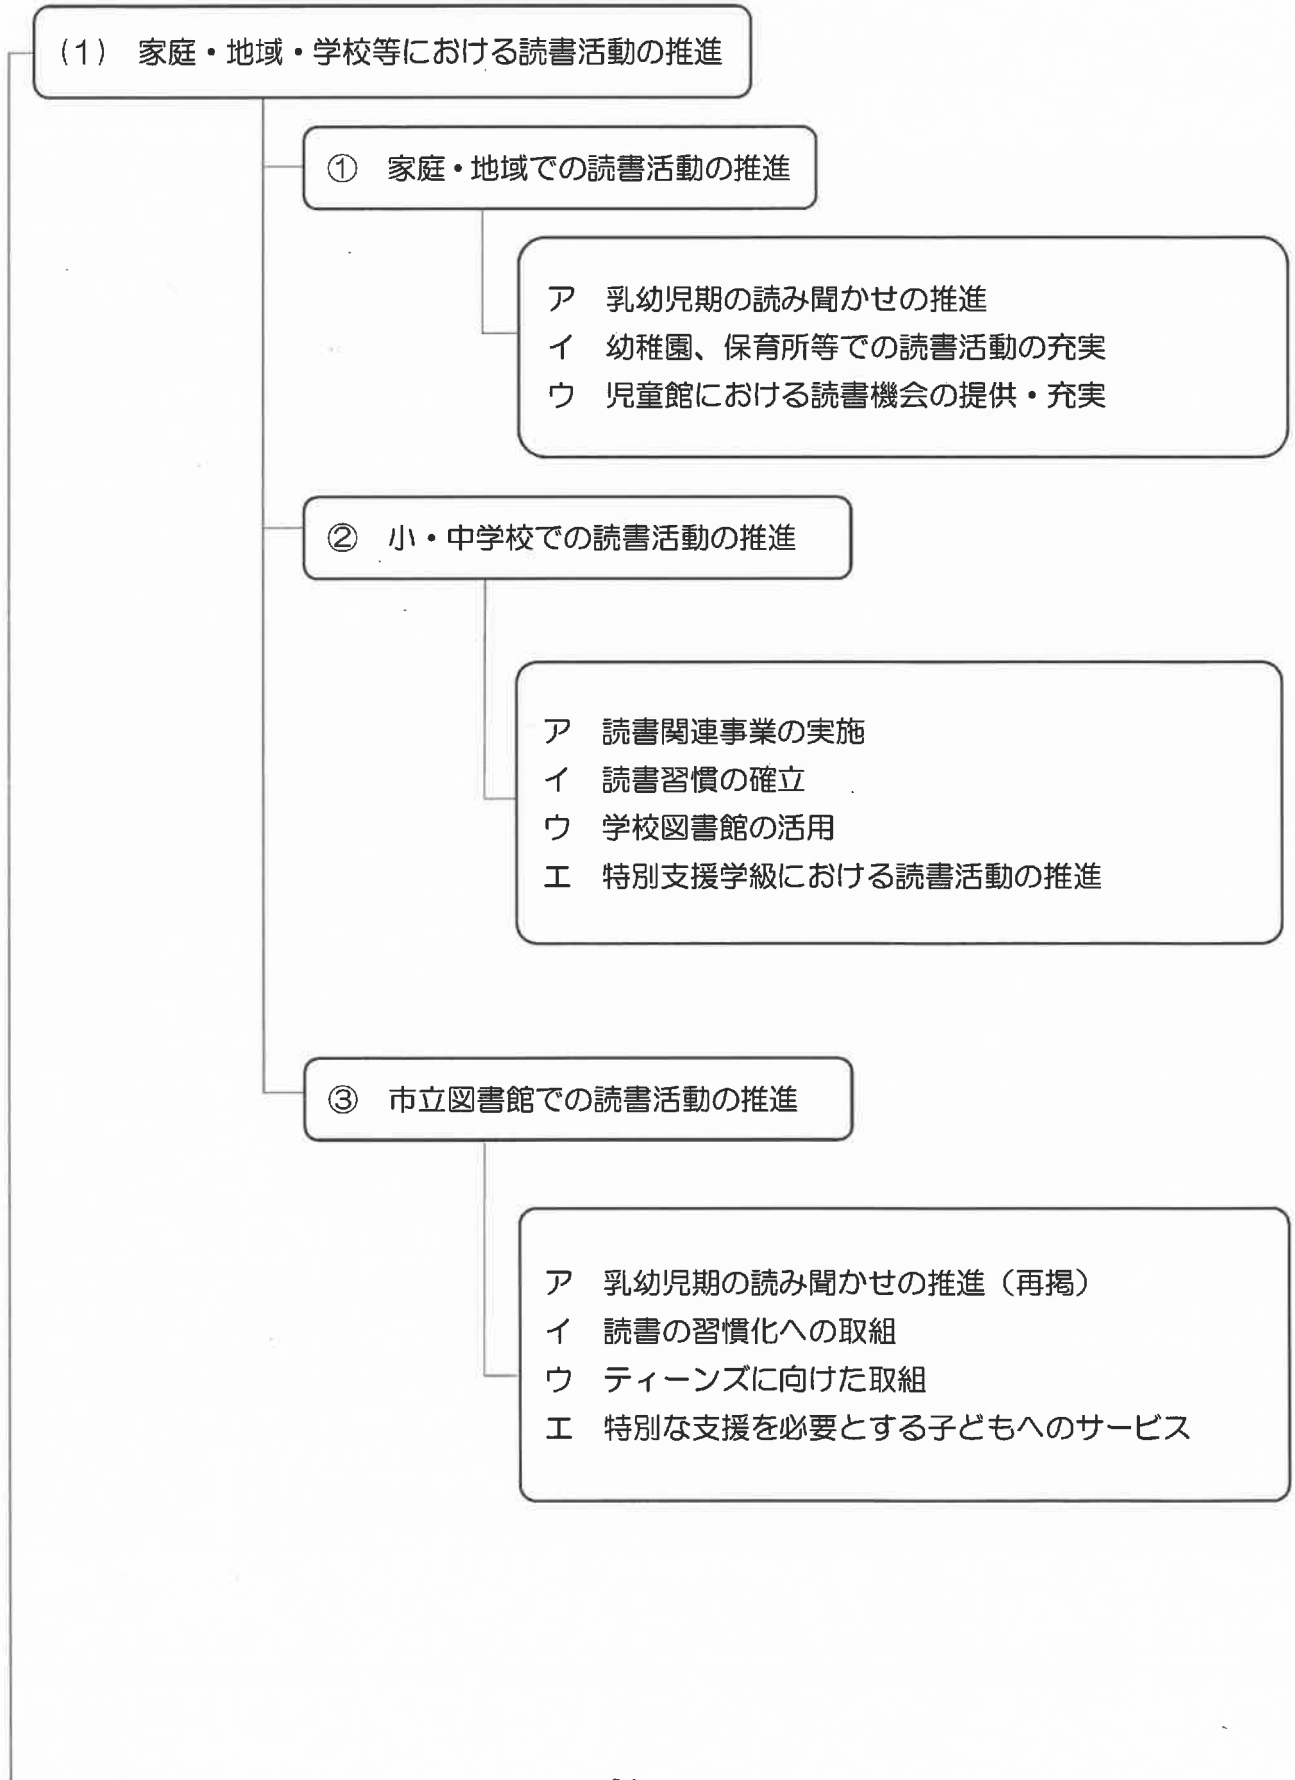 (1) 家庭・地域・学校等における読書活動の推進
① 家庭・地域での読書活動の推進
ア 乳幼児期の読み聞かせの推進
イ 幼稚園、保育所等での読書活動の充実
ウ 児童館における読書機会の提供・充実
② 小・中学校での読書活動の推進
ア 読書関連事業の実施
イ 読書習慣の確立
ウ 学校図書館の活用
エ 特別支援学級における読書活動の推進
③ 市立図書館での読書活動の推進
ア 乳幼児期の読み聞かせの推進（再掲）
イ 読書の習慣化への取組
ウ ティーンズに向けた取組
エ 特別な支援を必要とする子どもへのサービス